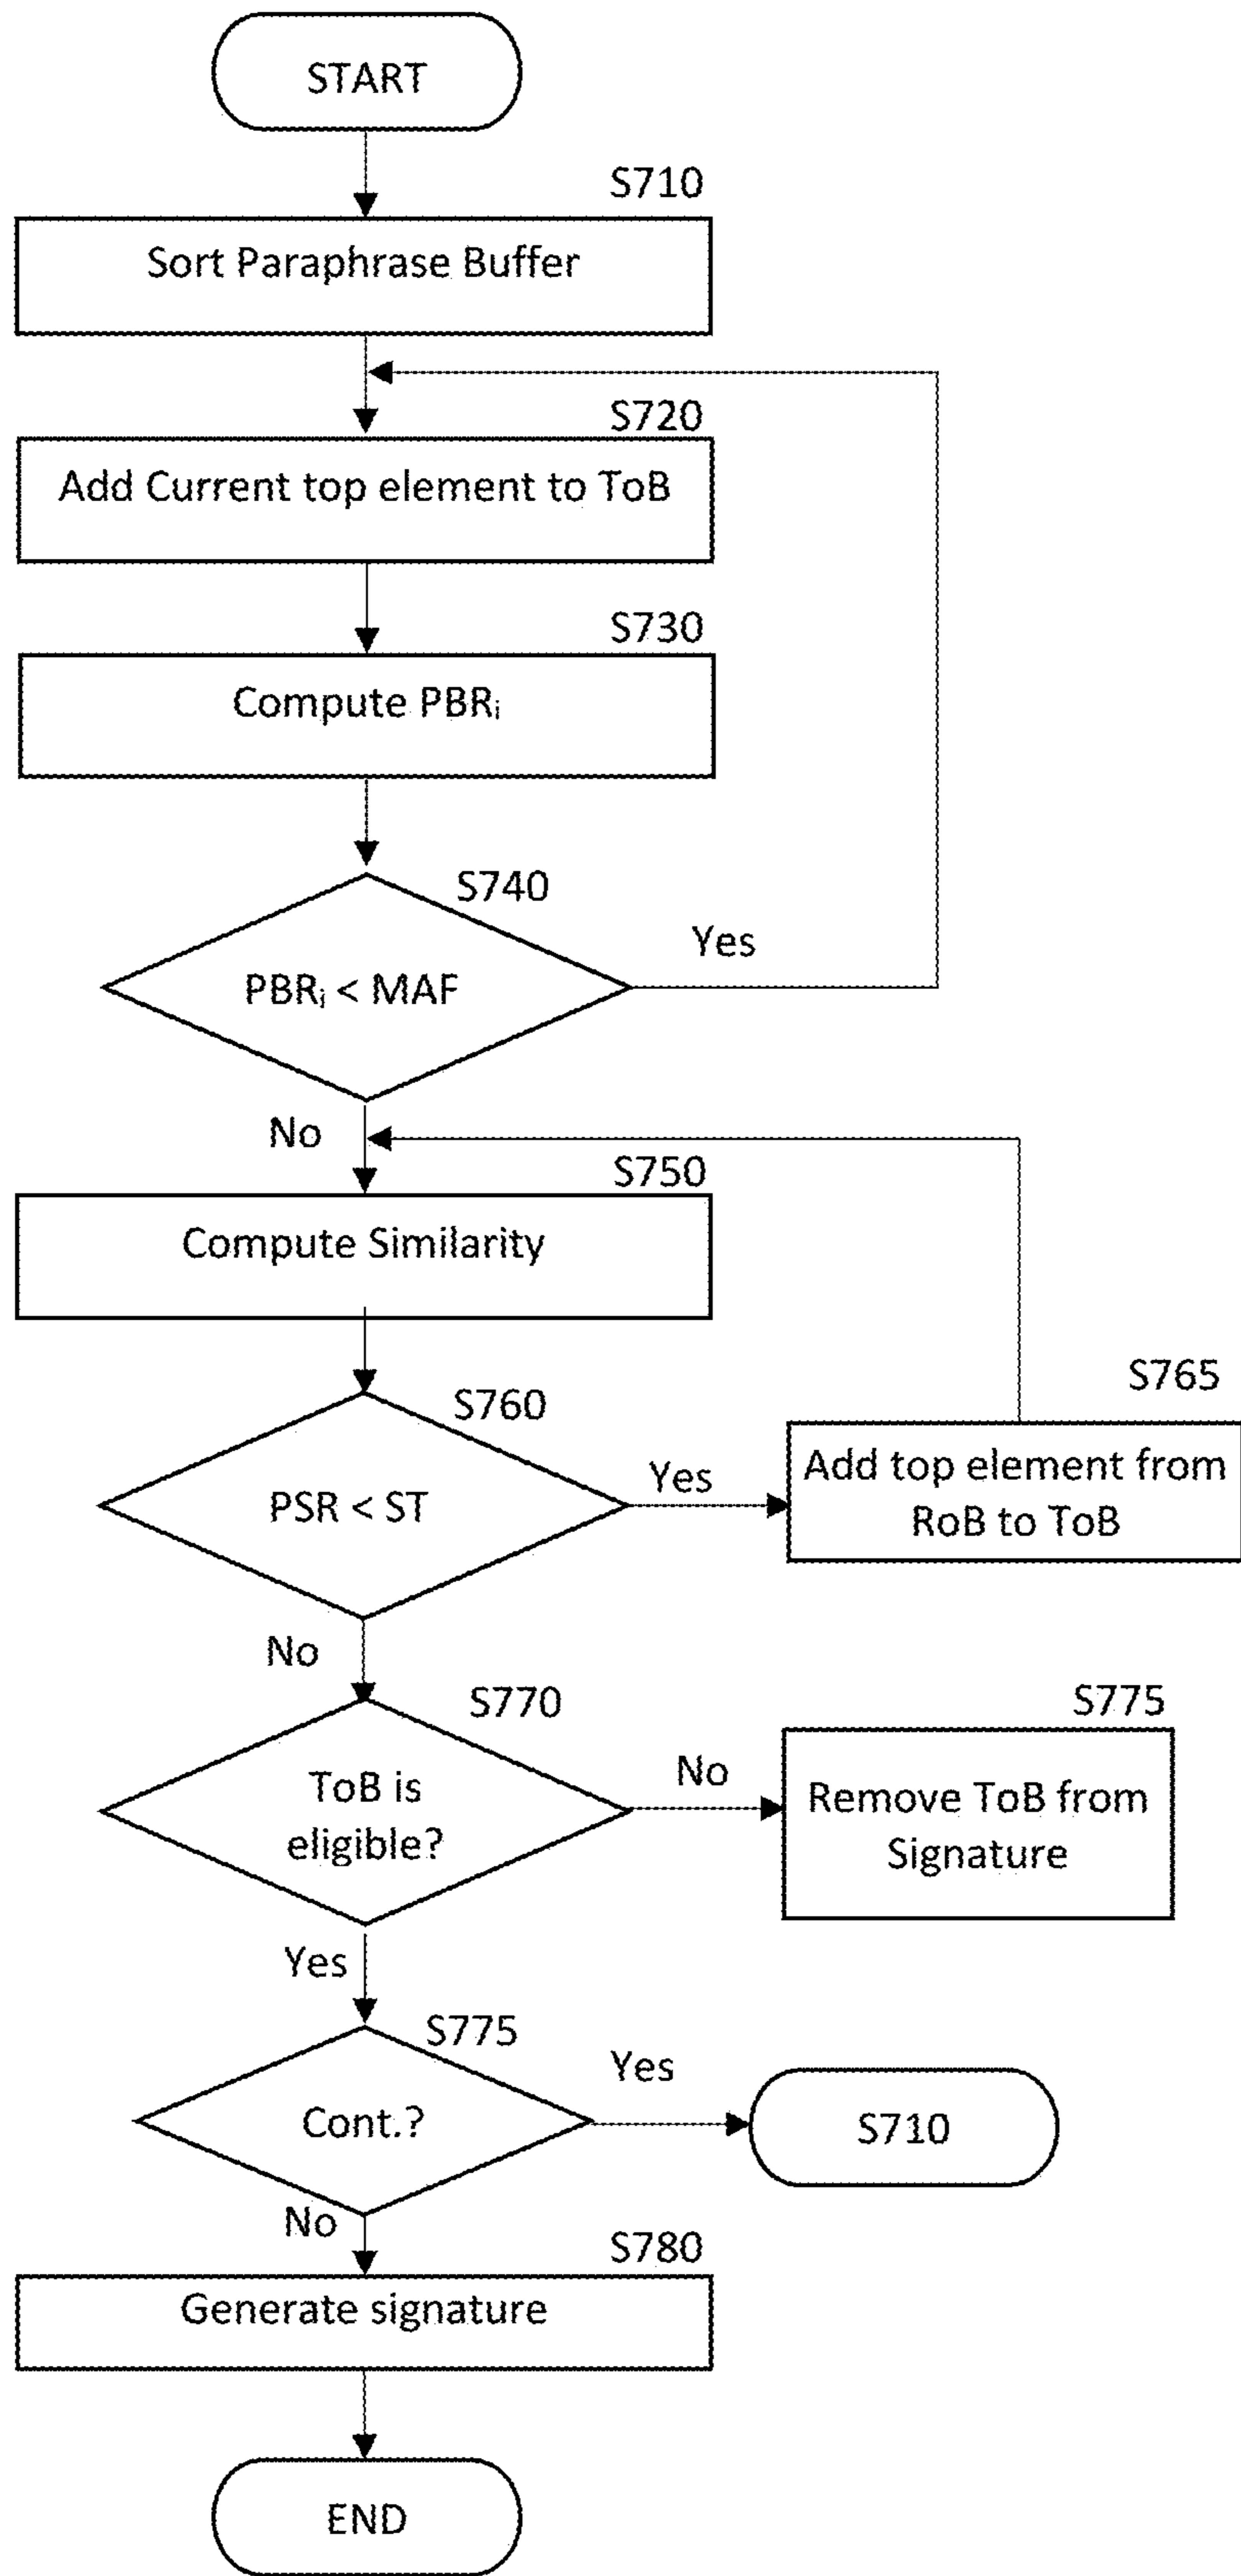 START
S710
Sort Paraphrase Buffer
S720
Add Current top element to ToB
S730
Compute PBRᵢ
S740
PBRᵢ < MAF
Yes
No
S750
Compute Similarity
S760
PSR < ST
Yes
S765
Add top element from
RoB to ToB
No
S770
ToB is
eligible?
No
S775
Remove ToB from
Signature
Yes
S775
Cont.?
Yes
S710
No
S780
Generate signature
END